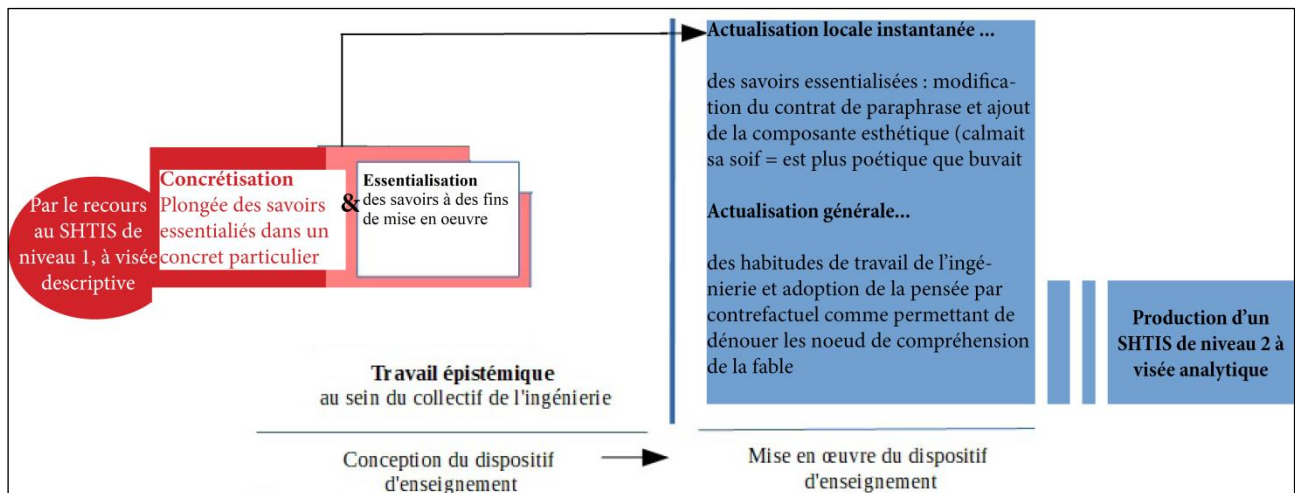 Par le recours
au SHTIS de
niveau 1, à visée
descriptive
Concrétisation
Plongée des savoirs
essentialiés dans un
concret particulier
&
Essentialisation
des savoirs à des fins
de mise en oeuvre
Travail épistémique
au sein du collectif de l'ingénierie
Conception du dispositif
d'enseignement
Actualisation locale instantanée ...
des savoirs essentialisées : modifica-
tion du contrat de paraphrase et ajout
de la composante esthétique (calmait
sa soif = est plus poétique que buvait
Actualisation générale...
des habitudes de travail de l'ingé-
nierie et adoption de la pensée par
contrefactuel comme permettant de
dénouer les noeud de compréhension
de la fable
Mise en œuvre du dispositif
d'enseignement
Production d'un
SHTIS de niveau 2 à
visée analytique